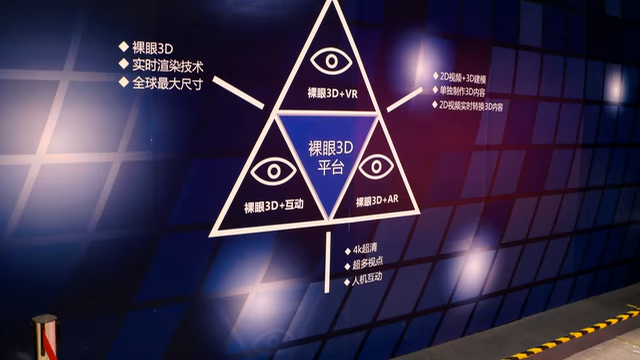 ◆ 裸眼3D
◆ 实时渲染技术
◆ 全球最大尺寸
裸眼3D+VR
◆ 2D视频+3D建模
◆ 单独制作3D内容
◆ 2D视频实时转换3D内容
裸眼3D
平台
裸眼3D+互动
裸眼3D+AR
◆ 4k超清
◆ 超多视点
◆ 人机互动